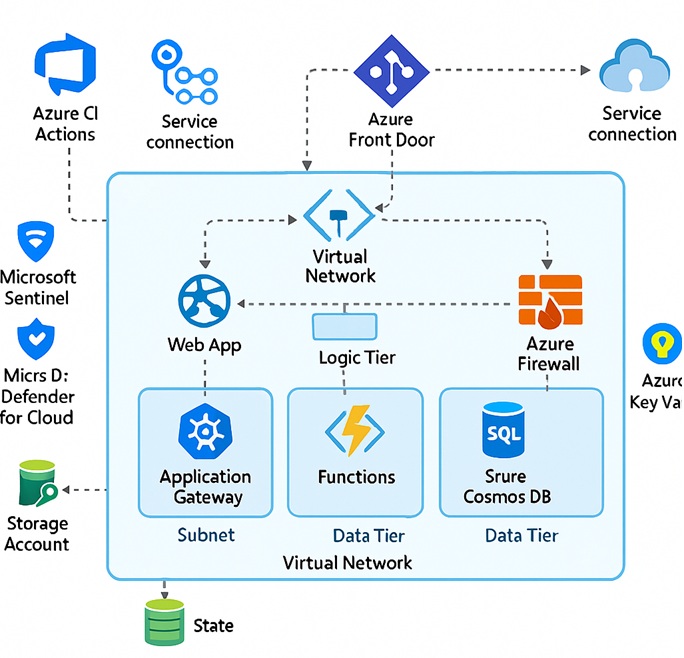 Azure CI
Actions
Service
connection
Azure
Front Door
Service
connection
Virtual
Network
Microsoft
Sentinel
Web App
Logic Tier
Azure
Firewall
Micrs D:
Defender
for Cloud
Azur
Key Va
SQL
Application
Gateway
Functions
Srure
Cosmos DB
Storage
Account
Subnet
Data Tier
Data Tier
Virtual Network
State